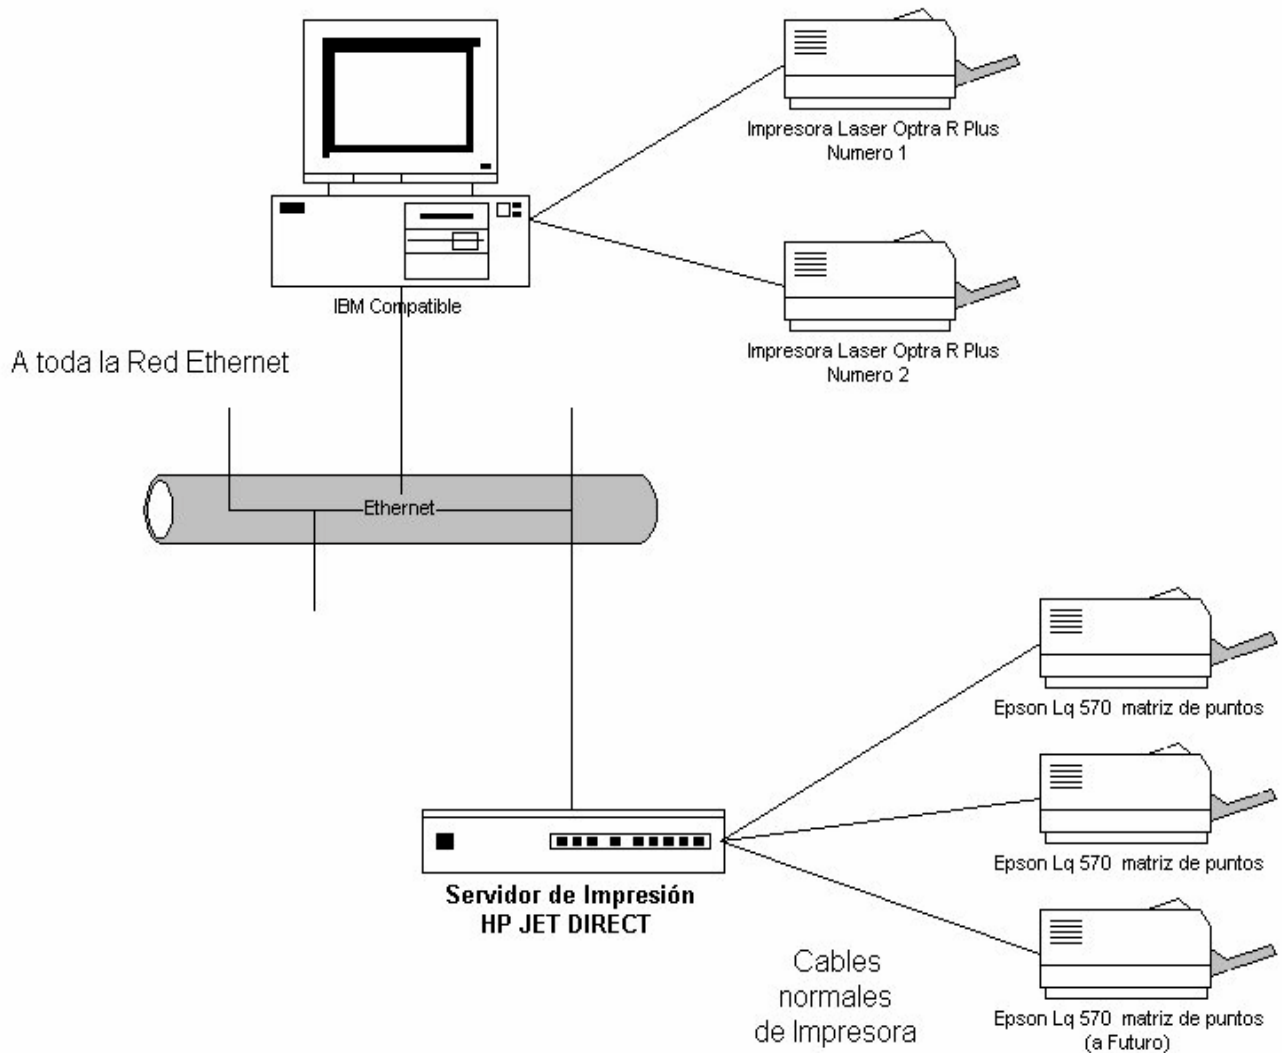 Impresora Laser Optra R Plus
Numero 1
IBM Compatible
Impresora Laser Optra R Plus
Numero 2
A toda la Red Ethernet
Ethernet
Epson Lq 570 matriz de puntos
Epson Lq 570 matriz de puntos
Servidor de Impresión
HP JET DIRECT
Cables
normales
de Impresora
Epson Lq 570 matriz de puntos
(a Futuro)